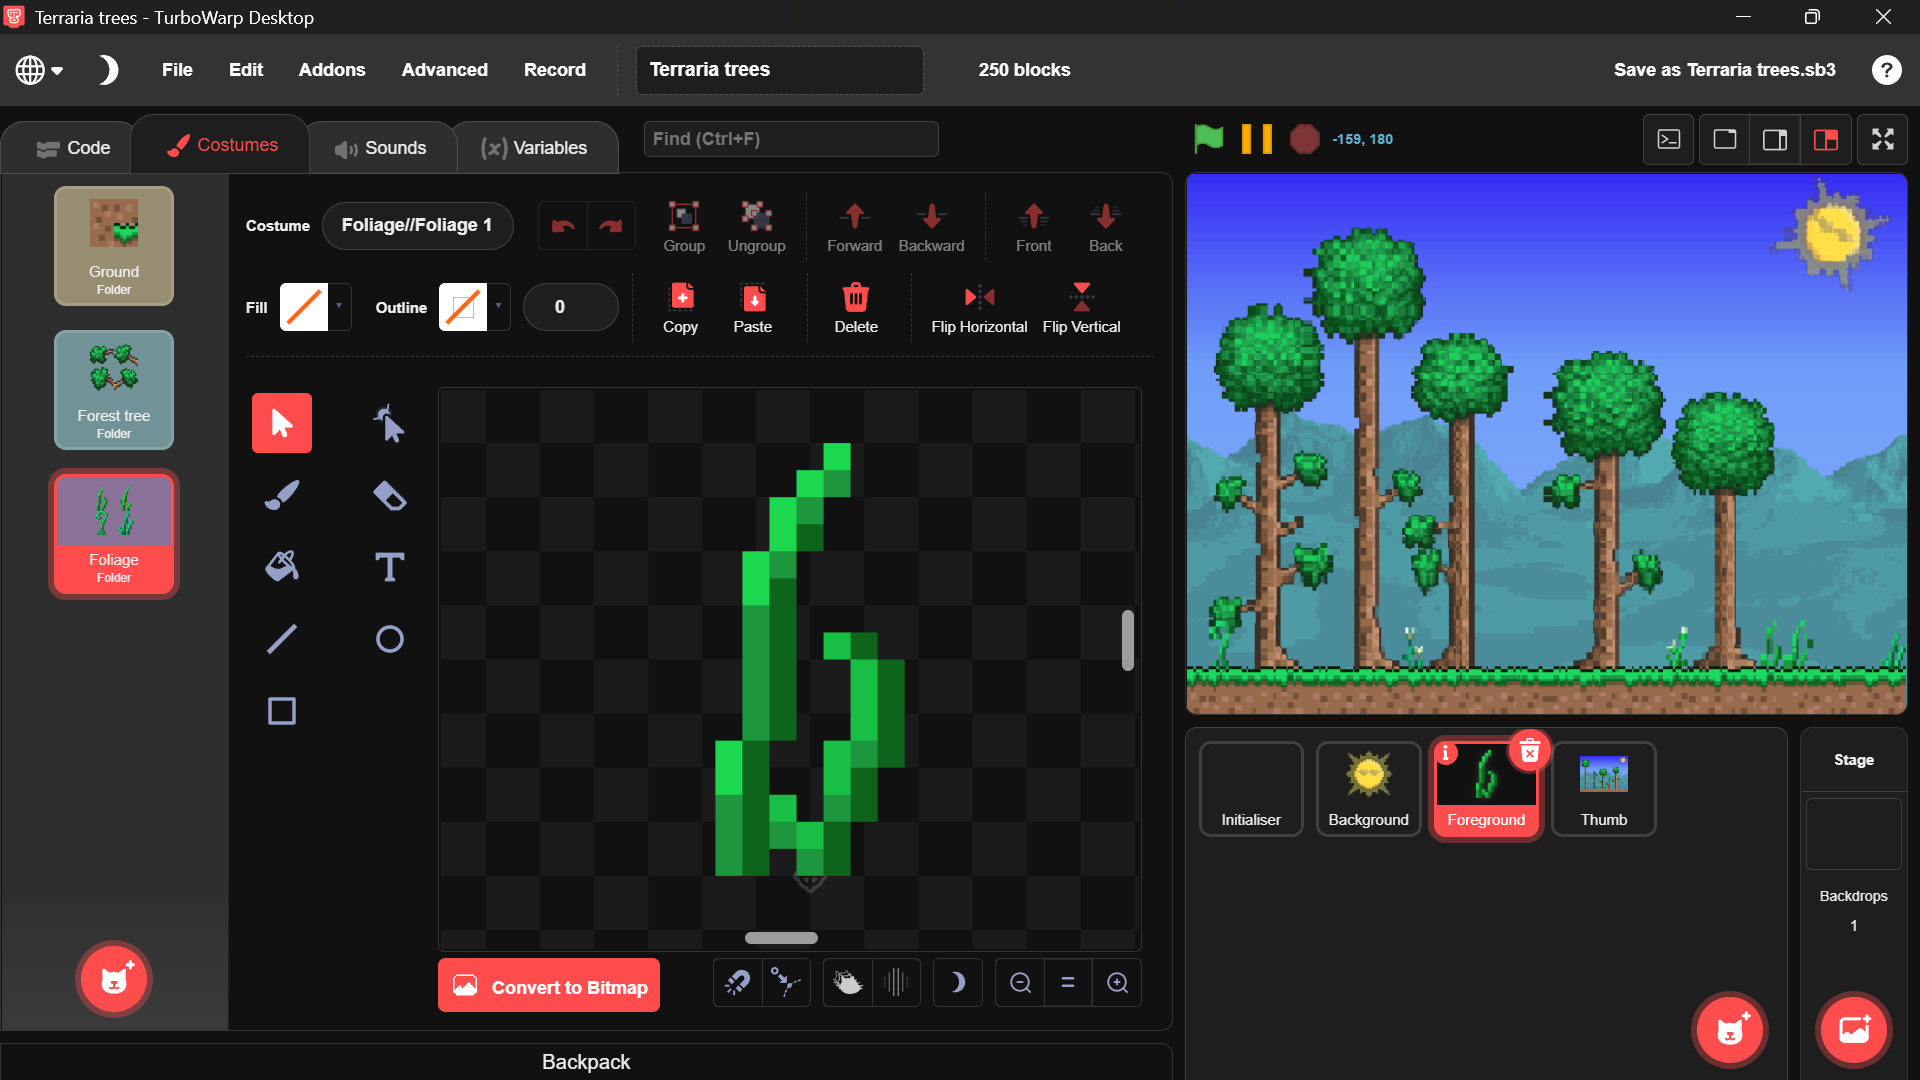 Terraria trees - TurboWarp Desktop
File Edit Addons Advanced Record Terraria trees 250 blocks Save as Terraria trees.sb3 ?
Code Costumes Sounds (x) Variables Find (Ctrl+F) -159, 180
Costume Foliage//Foliage 1 Group Ungroup Forward Backward Front Back
Fill Outline 0 Copy Paste Delete Flip Horizontal Flip Vertical
Ground
Folder
Forest tree
Folder
Foliage
Folder
Convert to Bitmap
Backpack
Initialiser Background Foreground Thumb
Stage
Backdrops
1